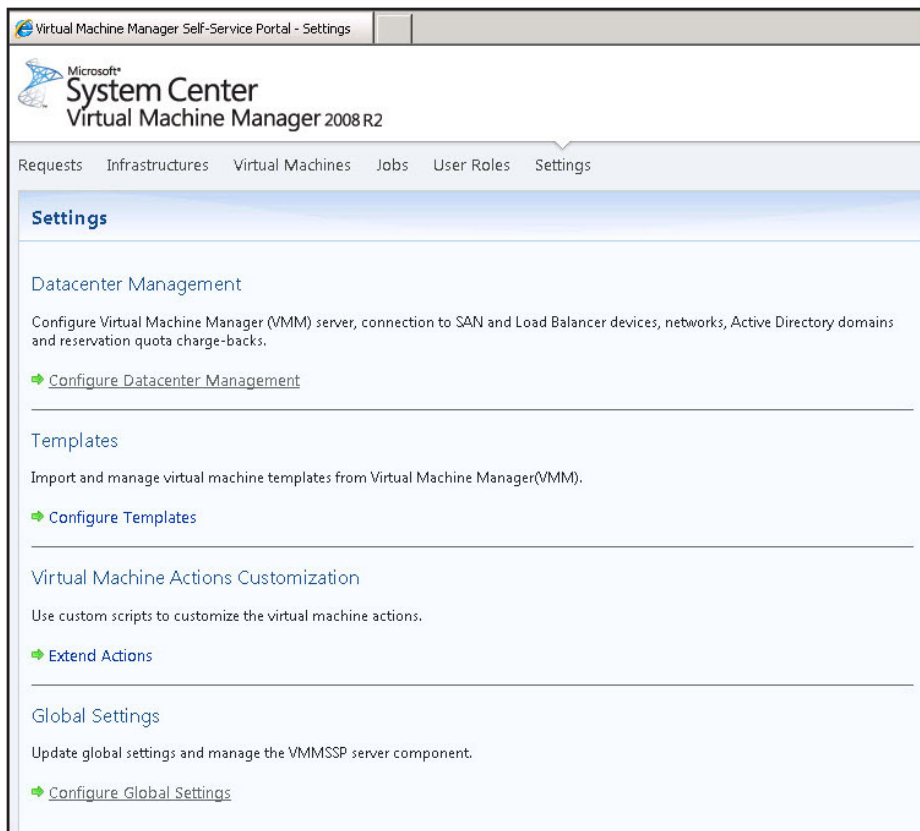 Virtual Machine Manager Self-Service Portal - Settings
Microsoft®
System Center
Virtual Machine Manager 2008 R2
Requests Infrastructures Virtual Machines Jobs User Roles Settings
Settings
Datacenter Management
Configure Virtual Machine Manager (VMM) server, connection to SAN and Load Balancer devices, networks, Active Directory domains
and reservation quota charge-backs.
Configure Datacenter Management
Templates
Import and manage virtual machine templates from Virtual Machine Manager(VMM).
Configure Templates
Virtual Machine Actions Customization
Use custom scripts to customize the virtual machine actions.
Extend Actions
Global Settings
Update global settings and manage the VMMSSP server component.
Configure Global Settings